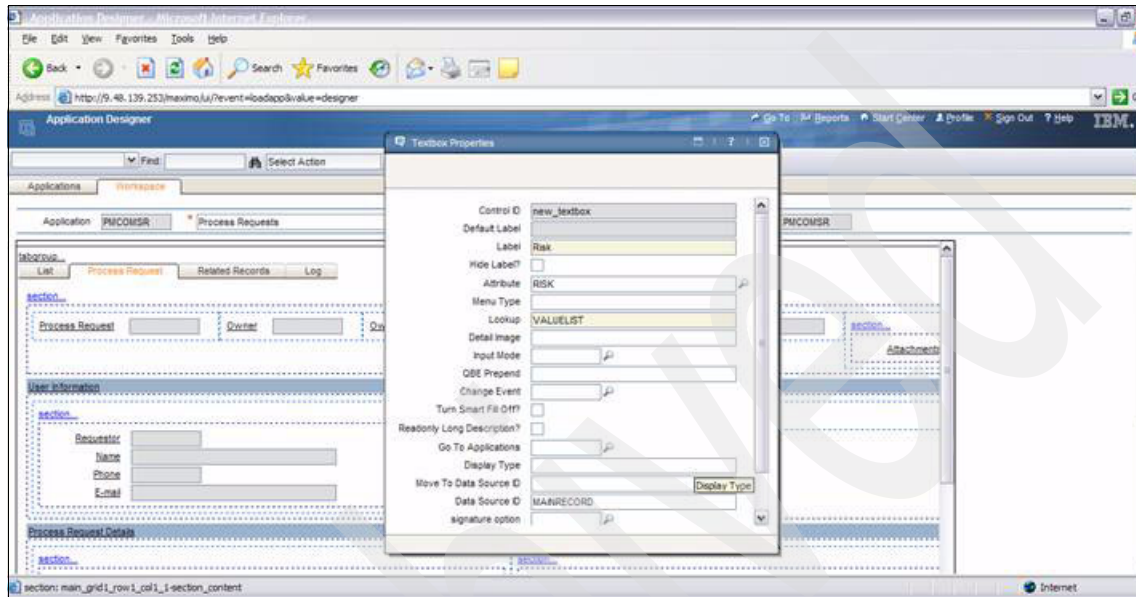 Application Designer - Microsoft Internet Explorer
File Edit View Favorites Tools Help
Back Search Favorites
Address http://9.48.139.253/maximo/ui/?event=loadapp&value=designer
Application Designer
Go To Reports Start Center Profile Sign Out ? Help IBM.
Find: Select Action
Applications Workspace
Application PMCOMSR * Process Requests PMCOMSR
tabgroup...
List Process Request Related Records Log
section...
Process Request Owner
section...
Attachments
User Information
section...
Requestor
Name
Phone
E-mail
Process Request Details
section...
section...
Textbox Properties
Control ID new_textbox
Default Label
Label Risk
Hide Label?
Attribute RISK
Menu Type
Lookup VALUELIST
Detail Image
Input Mode
QBE Prepend
Change Event
Turn Smart Fill Off?
Readonly Long Description?
Go To Applications
Display Type
Move To Data Source ID
Display Type
Data Source ID MAINRECORD
signature option
section: main_grid1_row1_col1_1-section_content
Internet